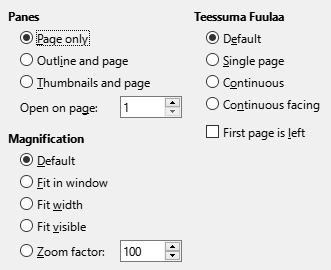 Panes
Page only
Outline and page
Thumbnails and page
Open on page: 1
Magnification
Default
Fit in window
Fit width
Fit visible
Zoom factor: 100
Teessuma Fuulaa
Default
Single page
Continuous
Continuous facing
First page is left